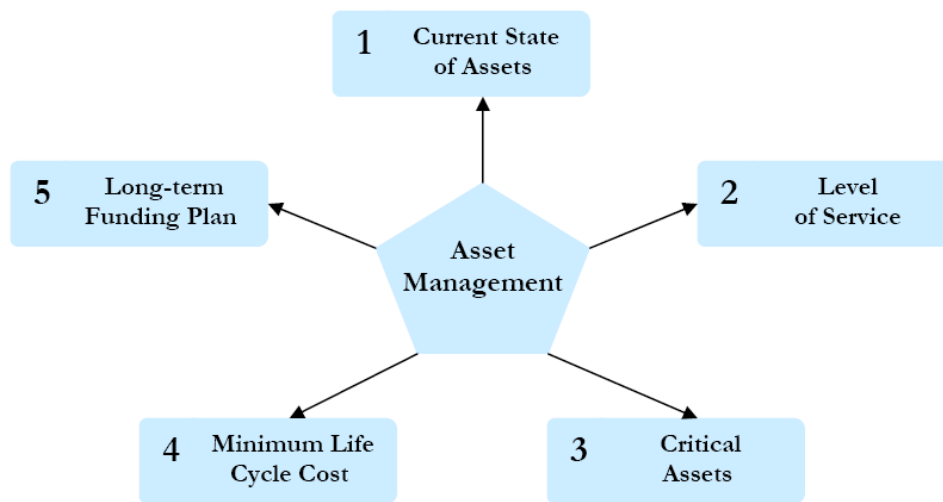 1
Current State
of Assets
2
Level
of Service
3
Critical
Assets
4
Minimum Life
Cycle Cost
5
Long-term
Funding Plan
Asset
Management